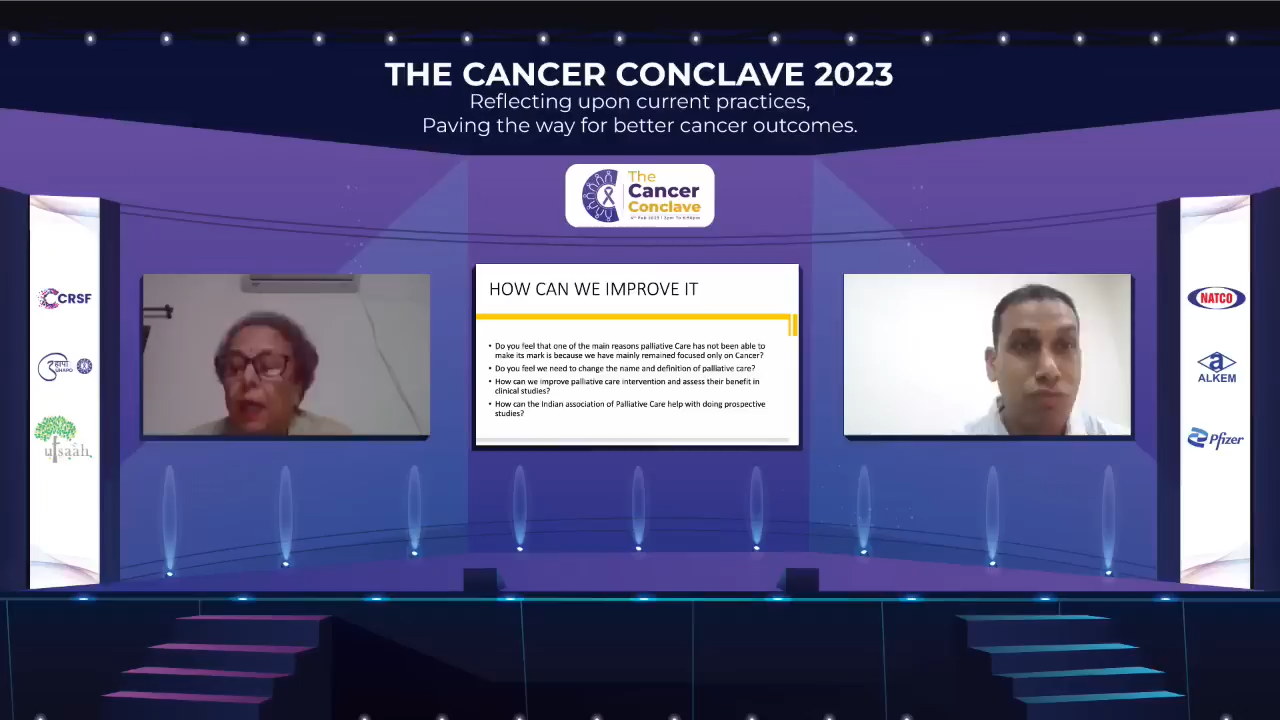 THE CANCER CONCLAVE 2023
Reflecting upon current practices,
Paving the way for better cancer outcomes.
The
Cancer
Conclave
HOW CAN WE IMPROVE IT
• Do you feel that one of the main reasons palliative Care has not been able to
make its mark is because we have mainly remained focused only on Cancer?
• Do you feel we need to change the name and definition of palliative care?
• How can we improve palliative care intervention and assess their benefit in
clinical studies?
• How can the Indian association of Palliative Care help with doing prospective
studies?
CRSF
utsaah
NATCO
ALKEM
Pfizer